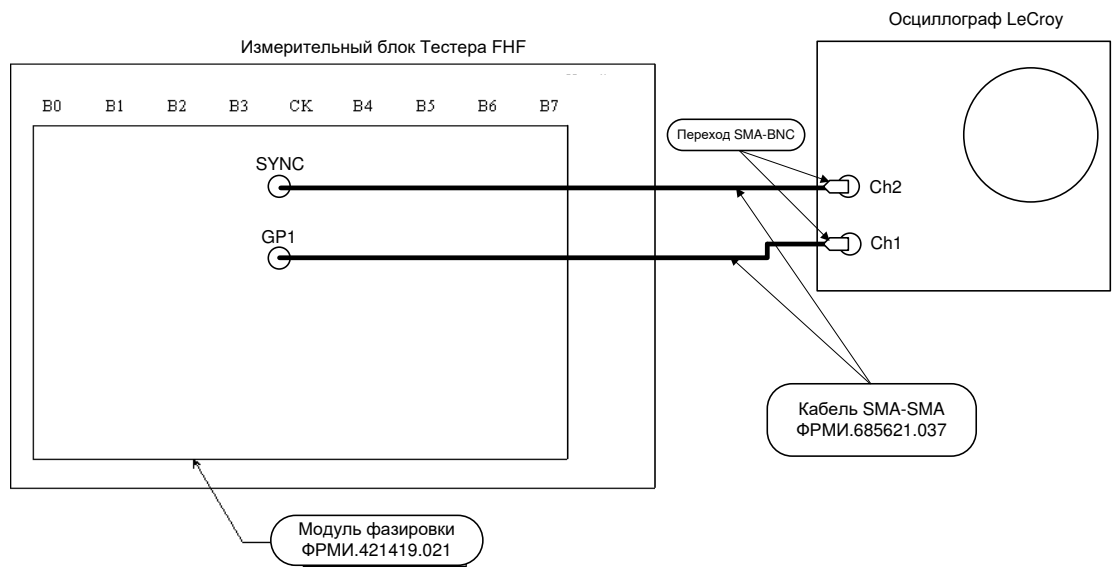 Осциллограф LeCroy
Измерительный блок Тестера FHF
B0 B1 B2 B3 CK B4 B5 B6 B7
Переход SMA-BNC
SYNC
Ch2
GP1
Ch1
Кабель SMA-SMA
ФРМИ.685621.037
Модуль фазировки
ФРМИ.421419.021